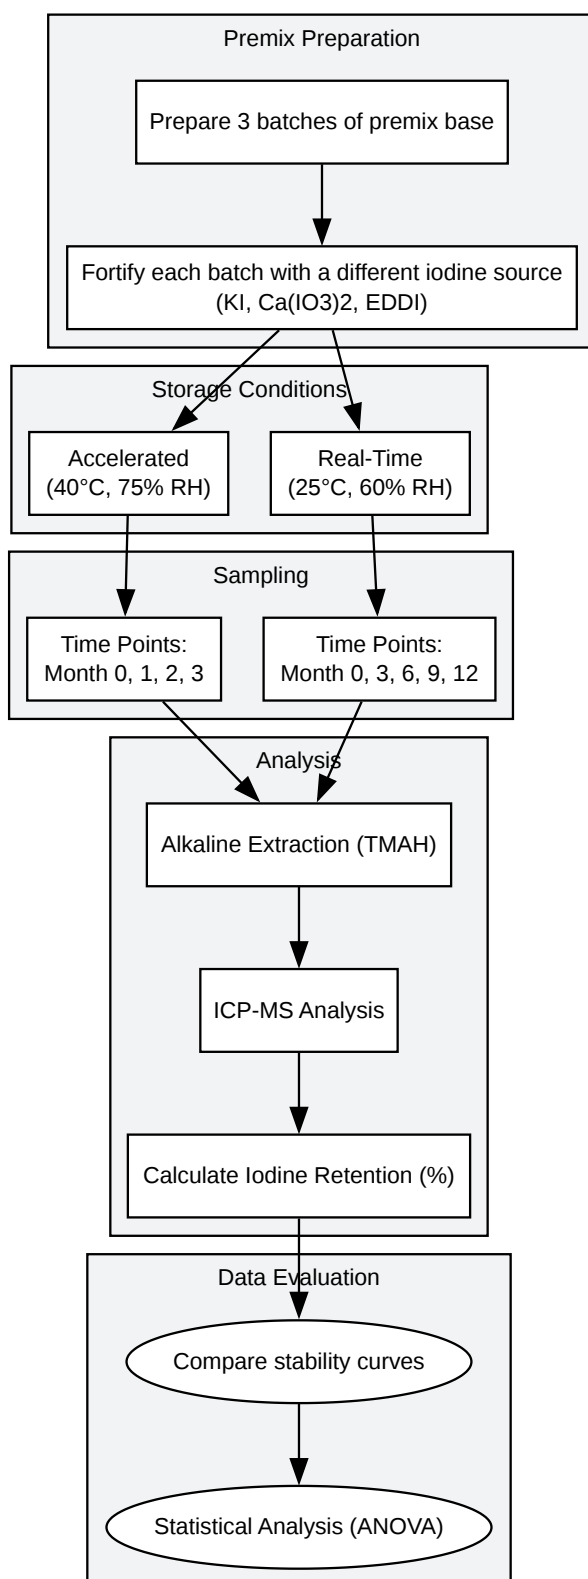 Premix Preparation
Prepare 3 batches of premix base
Fortify each batch with a different iodine source
(KI, Ca(IO3)2, EDDI)
Storage Conditions
Accelerated
(40°C, 75% RH)
Real-Time
(25°C, 60% RH)
Sampling
Time Points:
Month 0, 1, 2, 3
Time Points:
Month 0, 3, 6, 9, 12
Analysis
Alkaline Extraction (TMAH)
ICP-MS Analysis
Calculate Iodine Retention (%)
Data Evaluation
Compare stability curves
Statistical Analysis (ANOVA)